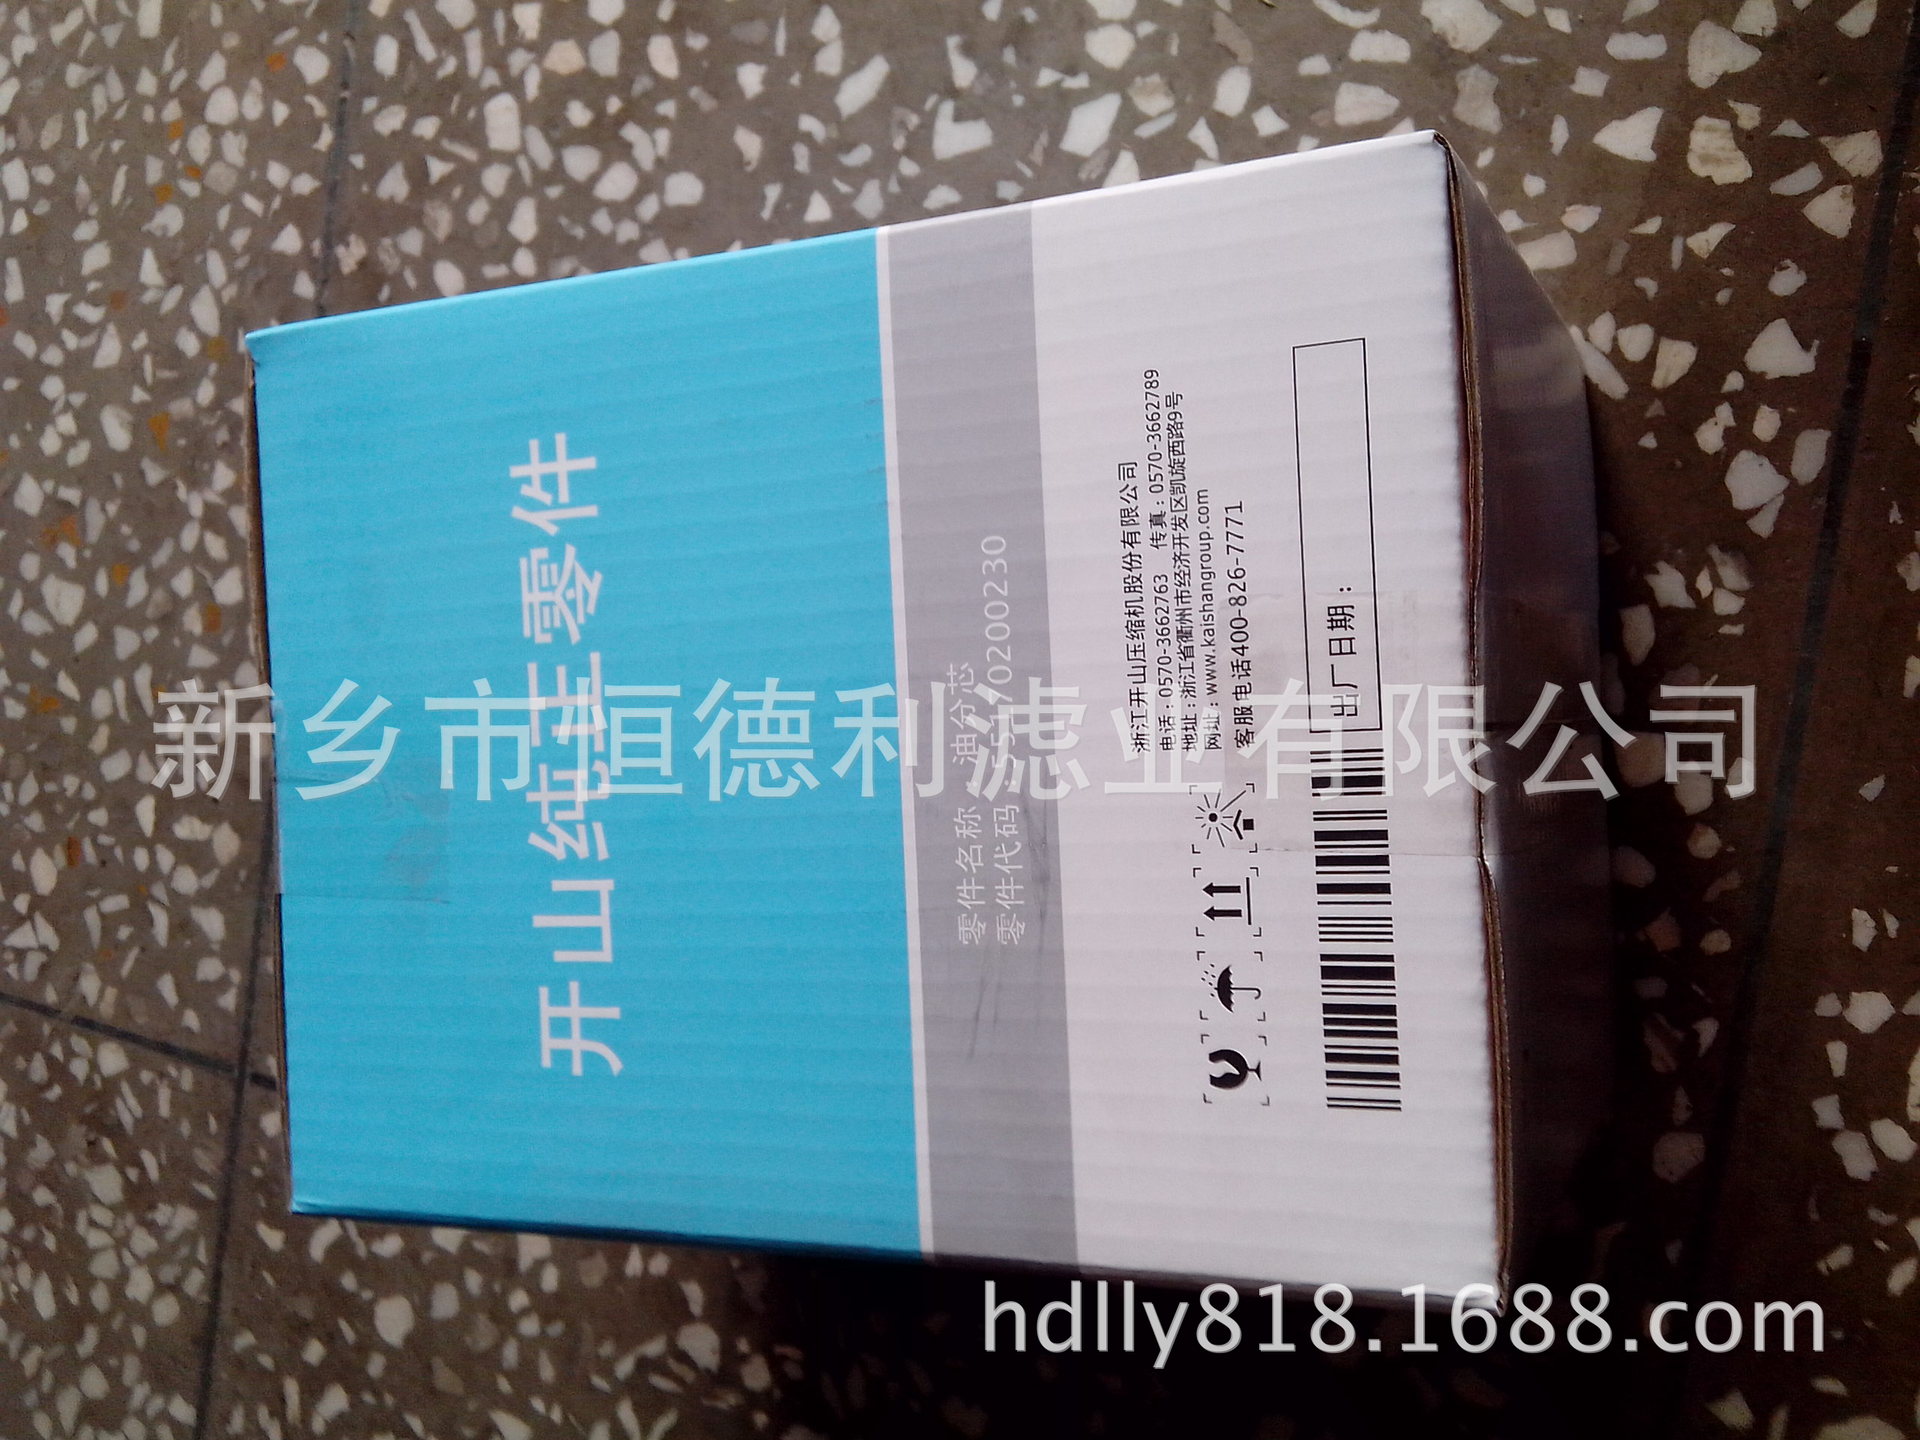 开山纯正零件
零件名称：油分芯
零件代码
0200230
浙江开山压缩机股份有限公司
电话：0570-3662763 传真：0570-3662789
地址：浙江省衢州市经济开发区凯旋西路9号
网址：www.kaishangroup.com
客服电话400-826-7771
出厂日期：
新乡市恒德利滤业有限公司
hdlly818.1688.com